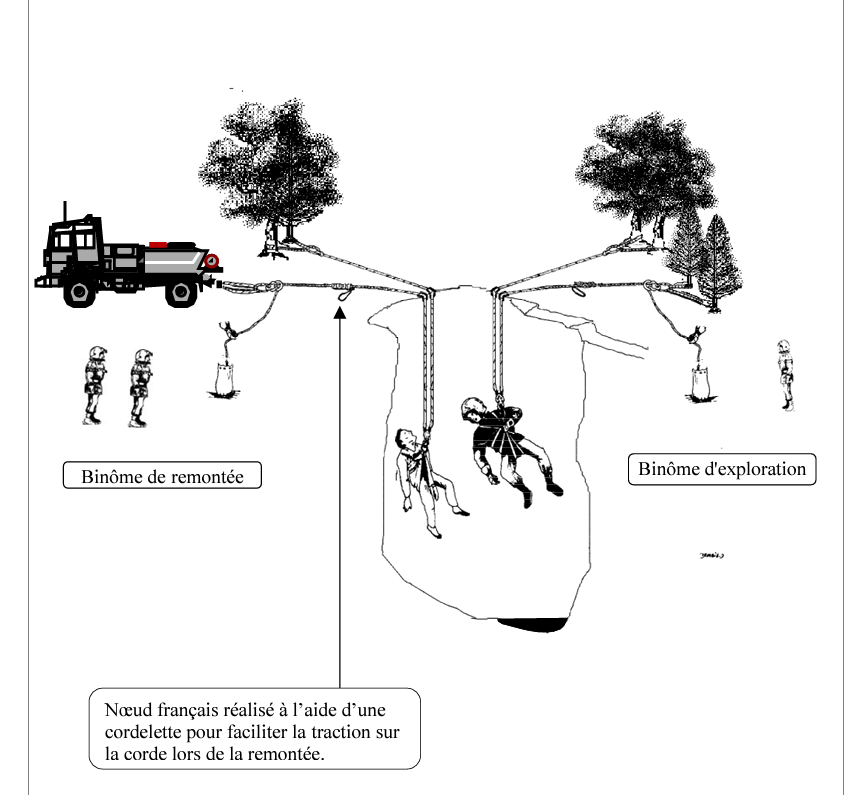 Binôme de remontée
Binôme d'exploration
Nœud français réalisé à l'aide d'une
cordelette pour faciliter la traction sur
la corde lors de la remontée.